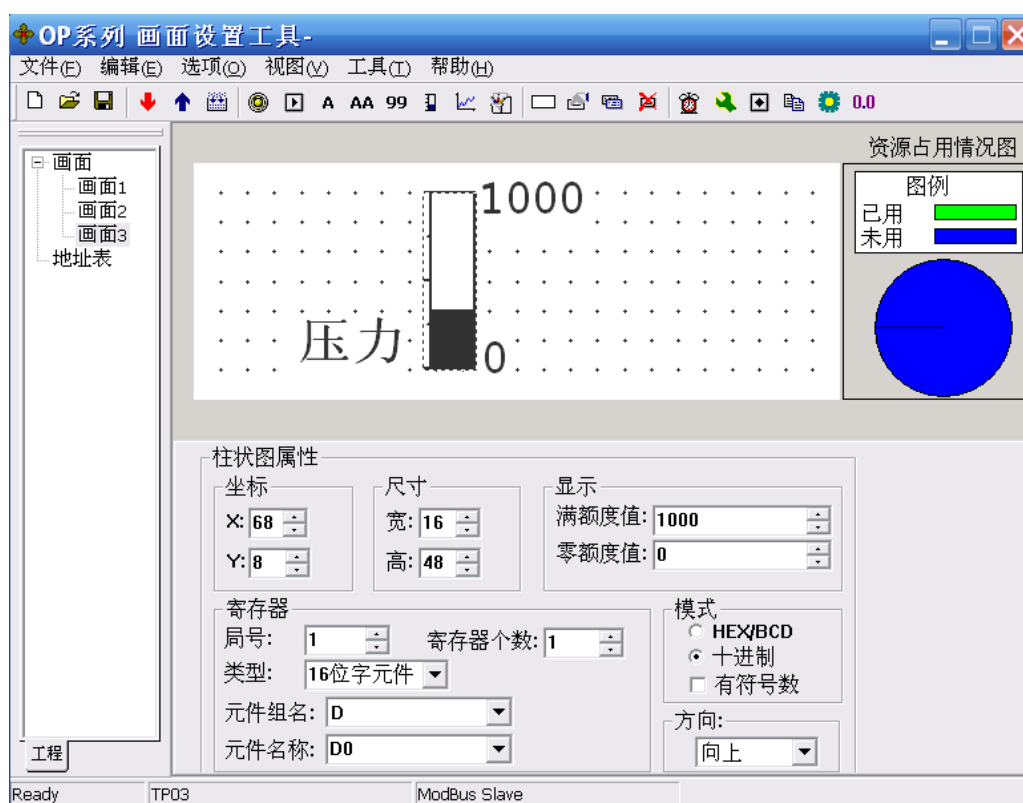 OP系列 画面设置工具-
文件(F) 编辑(E) 选项(O) 视图(V) 工具(T) 帮助(H)
A AA 99 0.0
画面
画面1
画面2
画面3
地址表
工程
1000
压力
0
资源占用情况图
图例
已用
未用
柱状图属性
坐标
X: 68
Y: 8
尺寸
宽: 16
高: 48
显示
满额度值: 1000
零额度值: 0
寄存器
局号: 1 寄存器个数: 1
类型: 16位字元件
元件组名: D
元件名称: D0
模式
HEX/BCD
十进制
有符号数
方向:
向上
Ready TP03 ModBus Slave